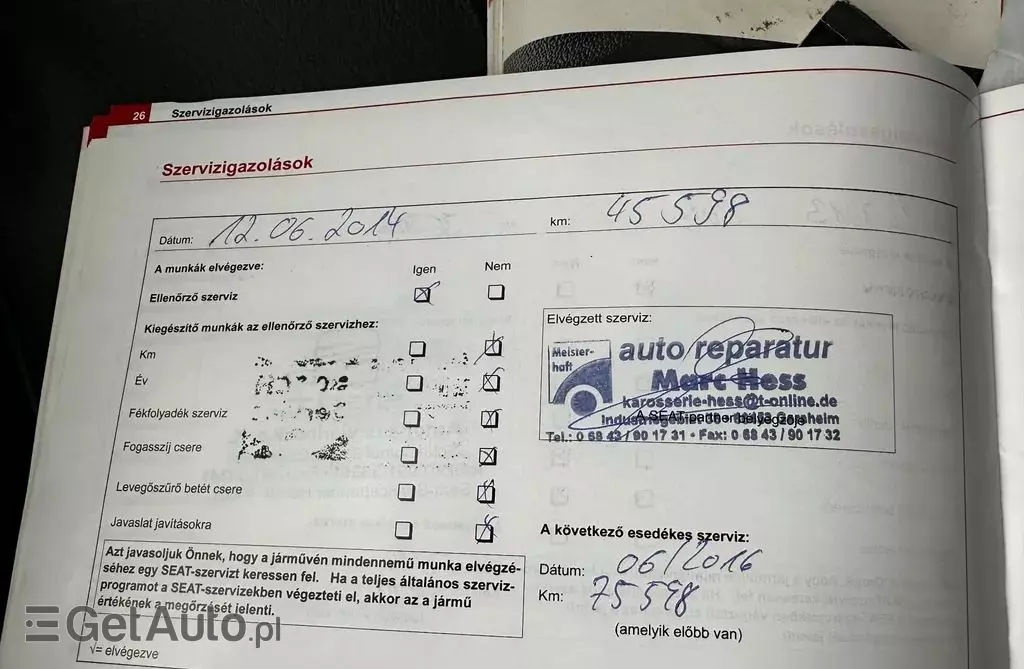 26 Szervizigazolások
Szervizigazolások
Dátum: 12.06.2014 km: 45 598
A munkák elvégezve: Igen Nem
Ellenőrző szerviz
Kiegészítő munkák az ellenőrző szervizhez:
Km
Év
Fékfolyadék szerviz
Fogasszíj csere
Levegőszűrő betét csere
Javaslat javításokra
Azt javasoljuk Önnek, hogy a járművén mindennemű munka elvégzé-
séhez egy SEAT-szervizt keressen fel. Ha a teljes általános szerviz-
programot a SEAT-szervizekben végezteti el, akkor az a jármű
értékének a megőrzését jelenti.
√= elvégezve
Elvégzett szerviz:
Meister-
haft
auto reparatur
Marc Hess
karosserie-hess@t-online.de
A SEAT-partner bélyegzője
Tel.: 0 68 43 / 90 17 31 • Fax: 0 68 43 / 90 17 32
A következő esedékes szerviz:
Dátum: 06/2016
Km: 75598
(amelyik előbb van)
GetAuto.pl